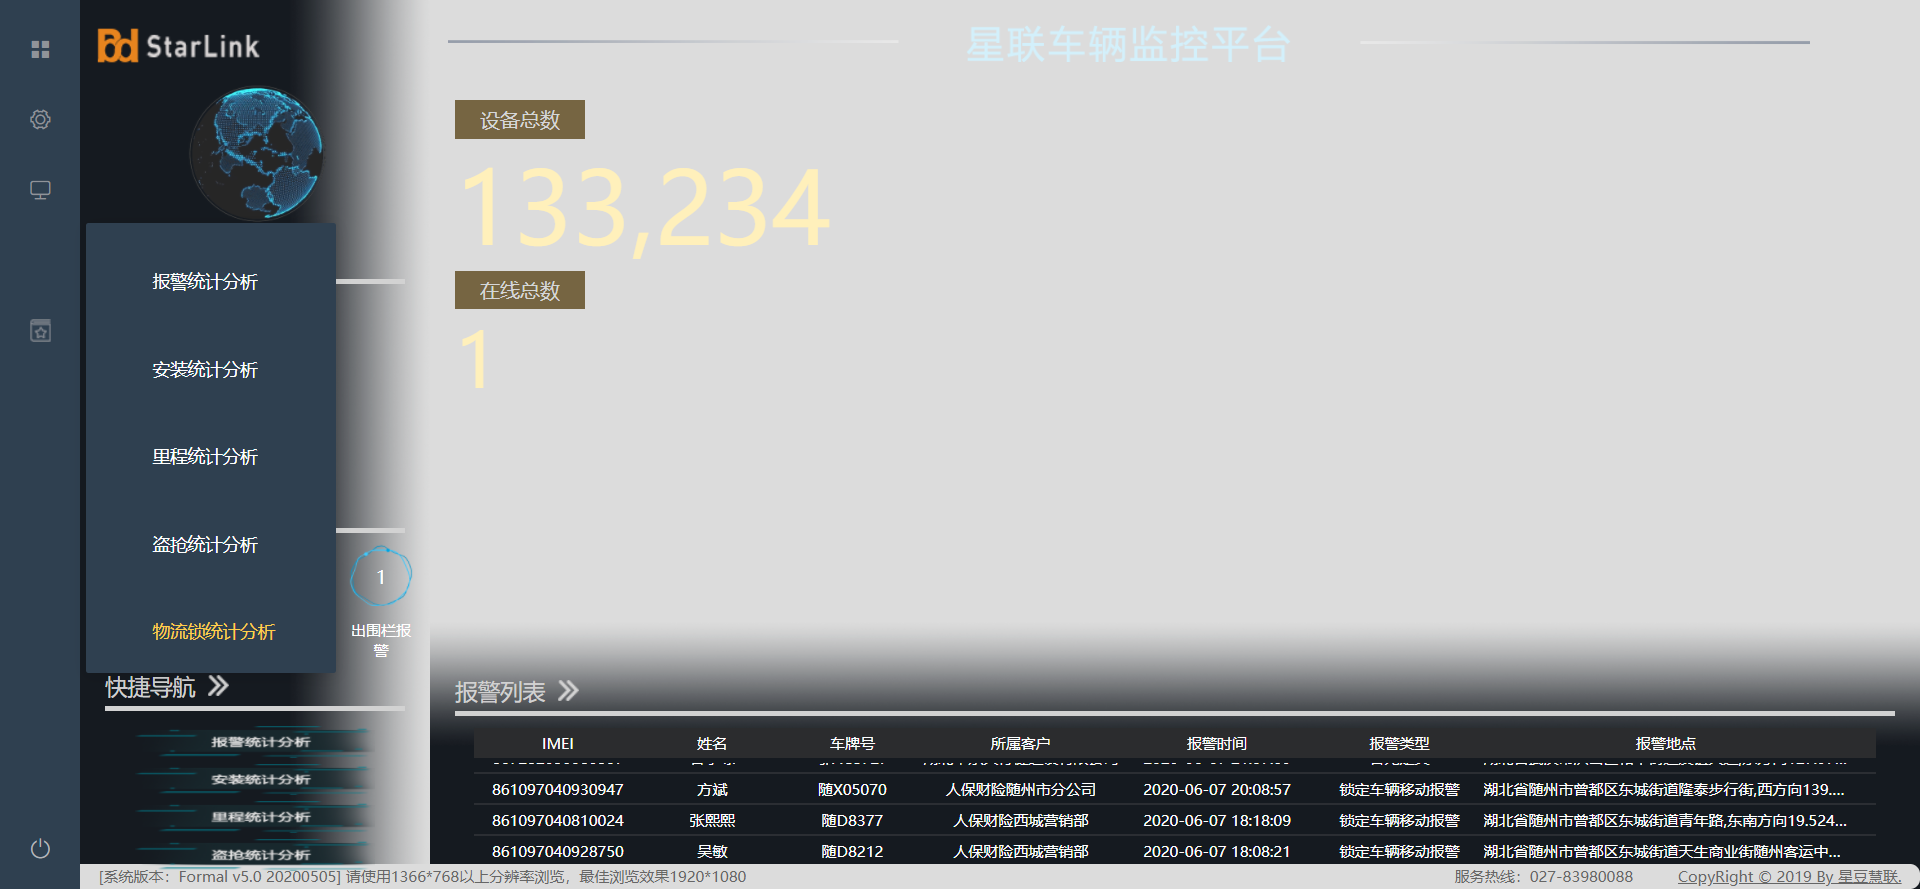 StarLink
星联车辆监控平台
设备总数
133,234
在线总数
1
报警统计分析
安装统计分析
里程统计分析
盗抢统计分析
物流锁统计分析
1
出围栏报
警
快捷导航
报警统计分析
安装统计分析
里程统计分析
盗抢统计分析
报警列表
IMEI 姓名 车牌号 所属客户 报警时间 报警类型 报警地点
861097040930947 方斌 随X05070 人保财险随州市分公司 2020-06-07 20:08:57 锁定车辆移动报警 湖北省随州市曾都区东城街道隆泰步行街,西方向139....
861097040810024 张熙熙 随D8377 人保财险西城营销部 2020-06-07 18:18:09 锁定车辆移动报警 湖北省随州市曾都区东城街道青年路,东南方向19.524...
861097040928750 吴敏 随D8212 人保财险西城营销部 2020-06-07 18:08:21 锁定车辆移动报警 湖北省随州市曾都区东城街道天生商业街随州客运中...
[系统版本：Formal v5.0 20200505] 请使用1366*768以上分辨率浏览，最佳浏览效果1920*1080 服务热线：027-83980088 CopyRight © 2019 By 星豆慧联.